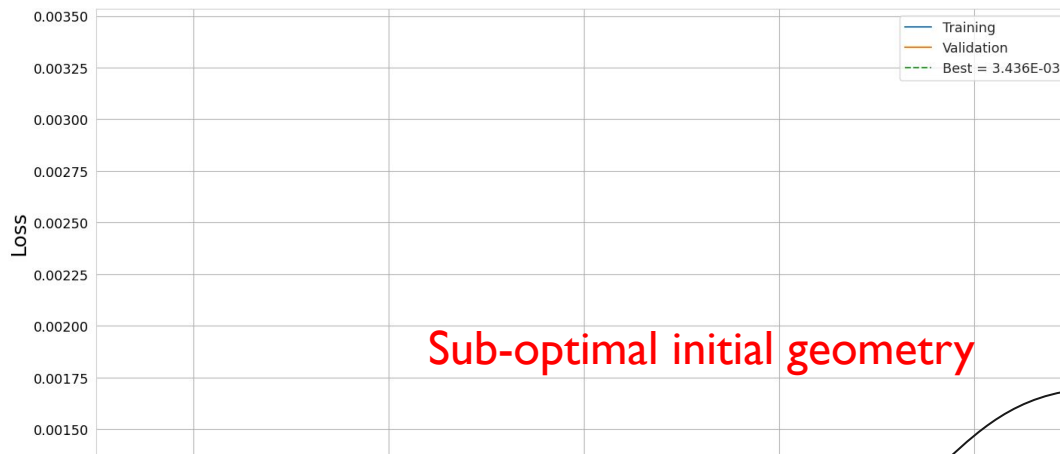 0.00350
0.00325
0.00300
0.00275
0.00250
0.00225
0.00200
0.00175
0.00150
Loss
Training
Validation
Best = 3.436E-03
Sub-optimal initial geometry